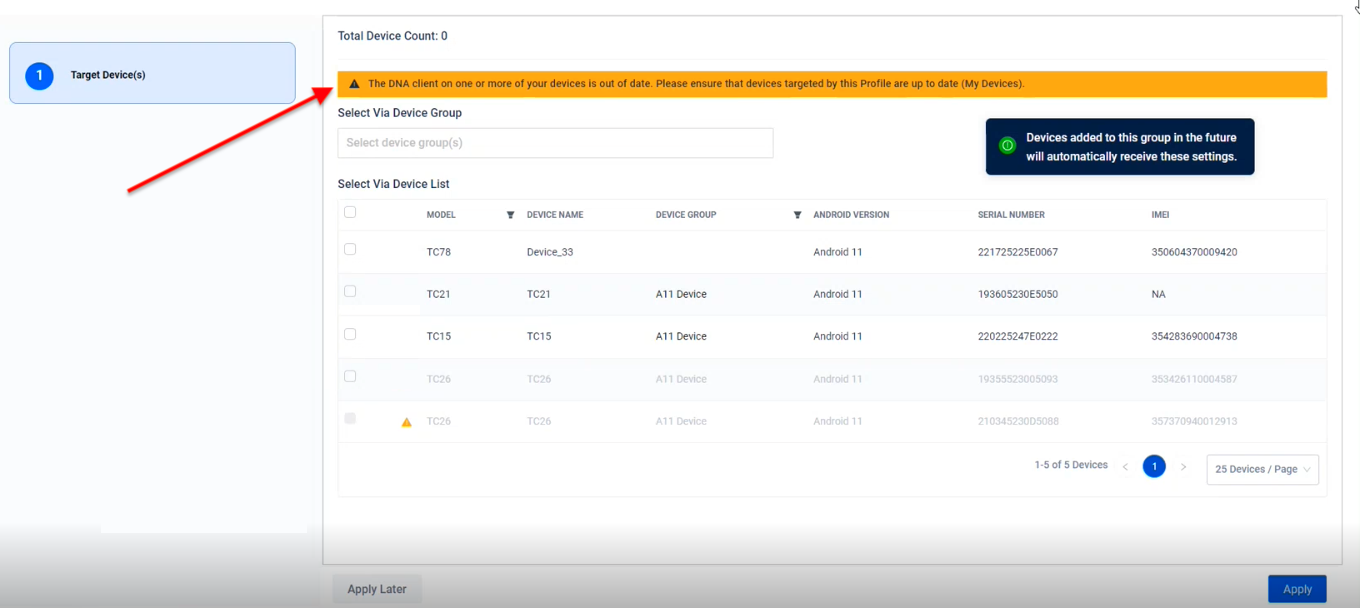 Total Device Count: 0
1 Target Device(s)
The DNA client on one or more of your devices is out of date. Please ensure that devices targeted by this Profile are up to date (My Devices).
Select Via Device Group
Select device group(s)
Devices added to this group in the future
will automatically receive these settings.
Select Via Device List
MODEL DEVICE NAME DEVICE GROUP ANDROID VERSION SERIAL NUMBER IMEI
TC78 Device_33 Android 11 221725225E0067 350604370009420
TC21 TC21 A11 Device Android 11 193605230E5050 NA
TC15 TC15 A11 Device Android 11 220225247E0222 354283690004738
TC26 TC26 A11 Device Android 11 19355523005093 353426110004587
TC26 TC26 A11 Device Android 11 210345230D5088 357370940012913
1-5 of 5 Devices < 1 > 25 Devices / Page
Apply Later Apply